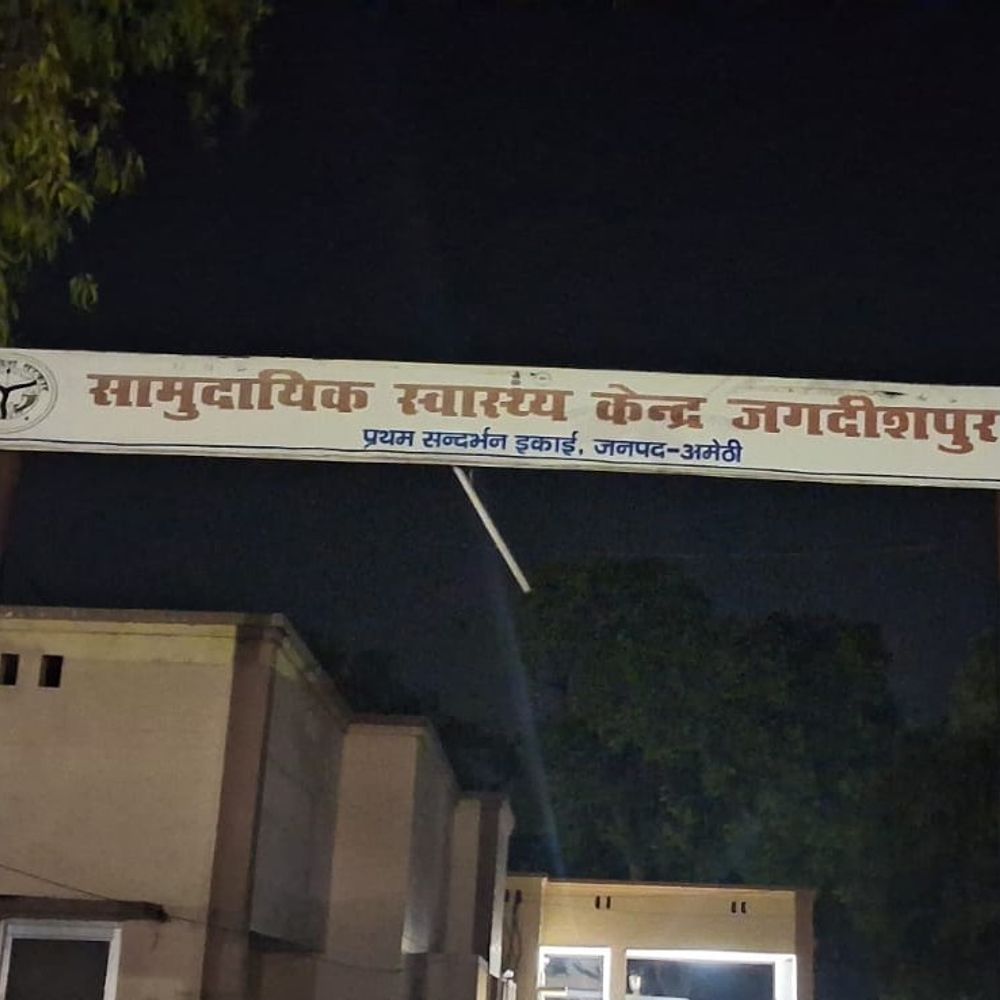 सामुदायिक स्वास्थ्य केन्द्र जगदीशपुर
प्रथम सन्दर्भन इकाई, जनपद-अमेठी